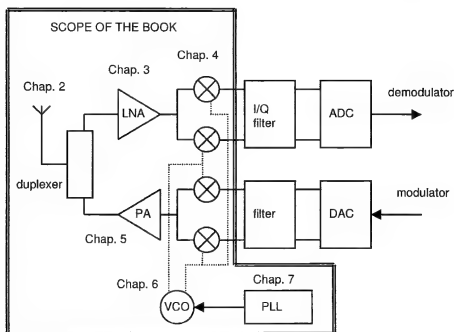 SCOPE OF THE BOOK
Chap. 4
Chap. 3
Chap. 2
LNA
I/Q
filter
ADC
demodulator
duplexer
PA
filter
DAC
modulator
Chap. 5
Chap. 6
Chap. 7
VCO
PLL